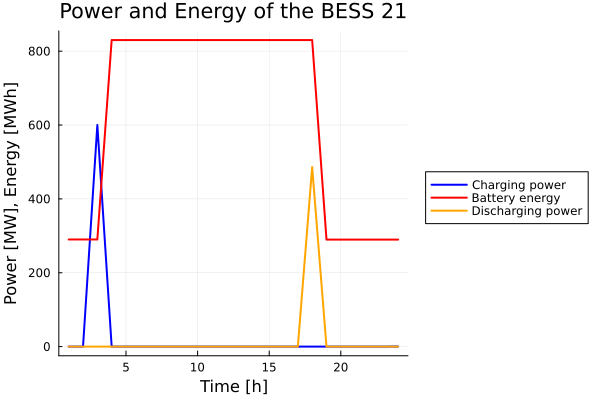 Power and Energy of the BESS 21
Power [MW], Energy [MWh]
800
600
400
200
0
5
10
15
20
Time [h]
Charging power
Battery energy
Discharging power